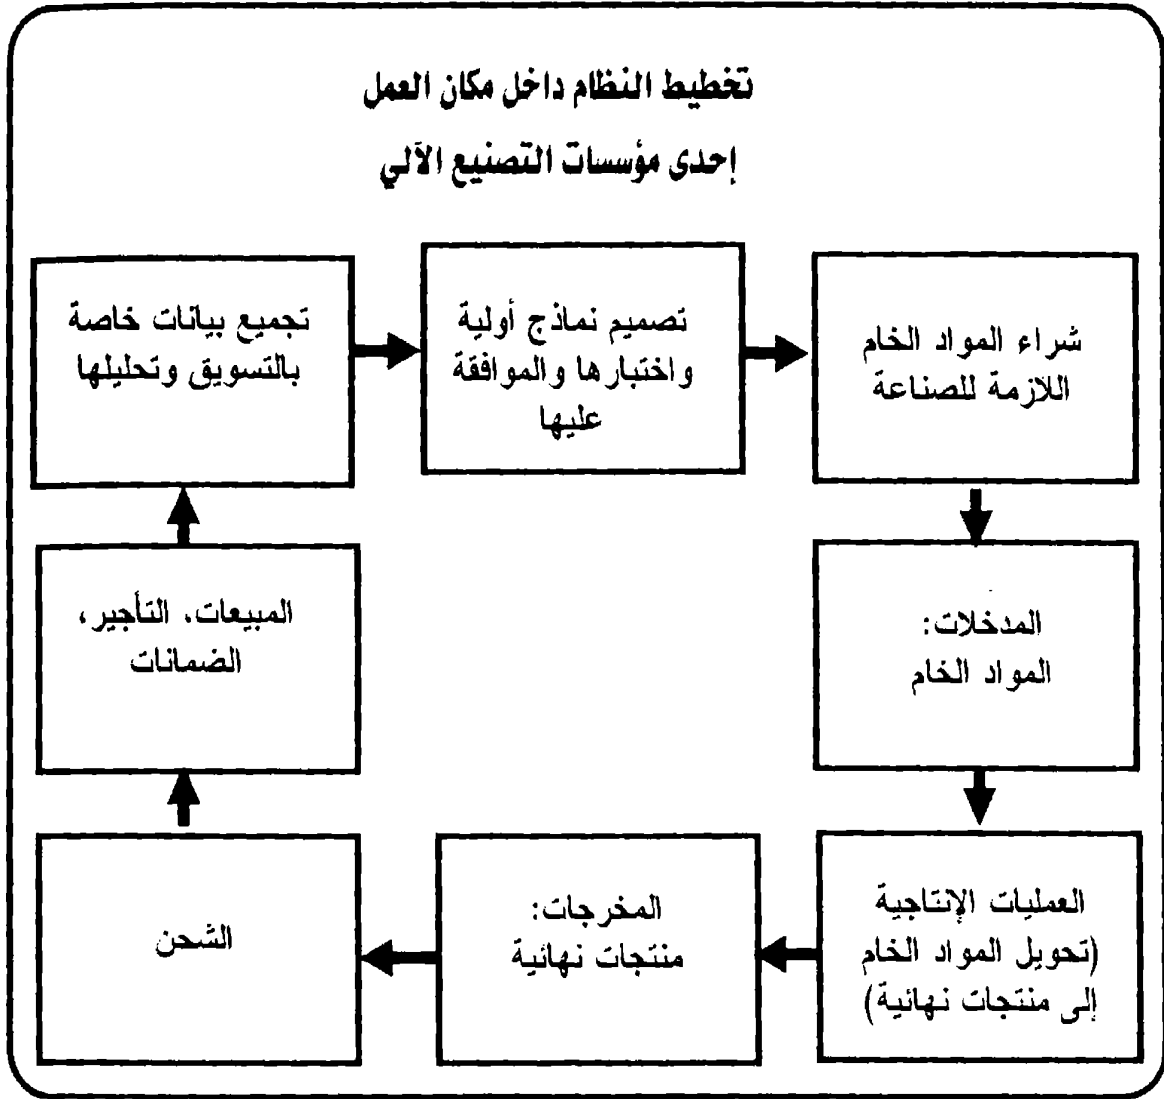 تخطيط النظام داخل مكان العمل
إحدى مؤسسات التصنيع الآلي
تجميع بيانات خاصة
بالتسويق وتحليلها
تصميم نماذج أولية
واختبارها والموافقة
عليها
شراء المواد الخام
اللازمة للصناعة
المدخلات:
المواد الخام
العمليات الإنتاجية
(تحويل المواد الخام
إلى منتجات نهائية)
المخرجات:
منتجات نهائية
الشحن
المبيعات، التأجير،
الضمانات